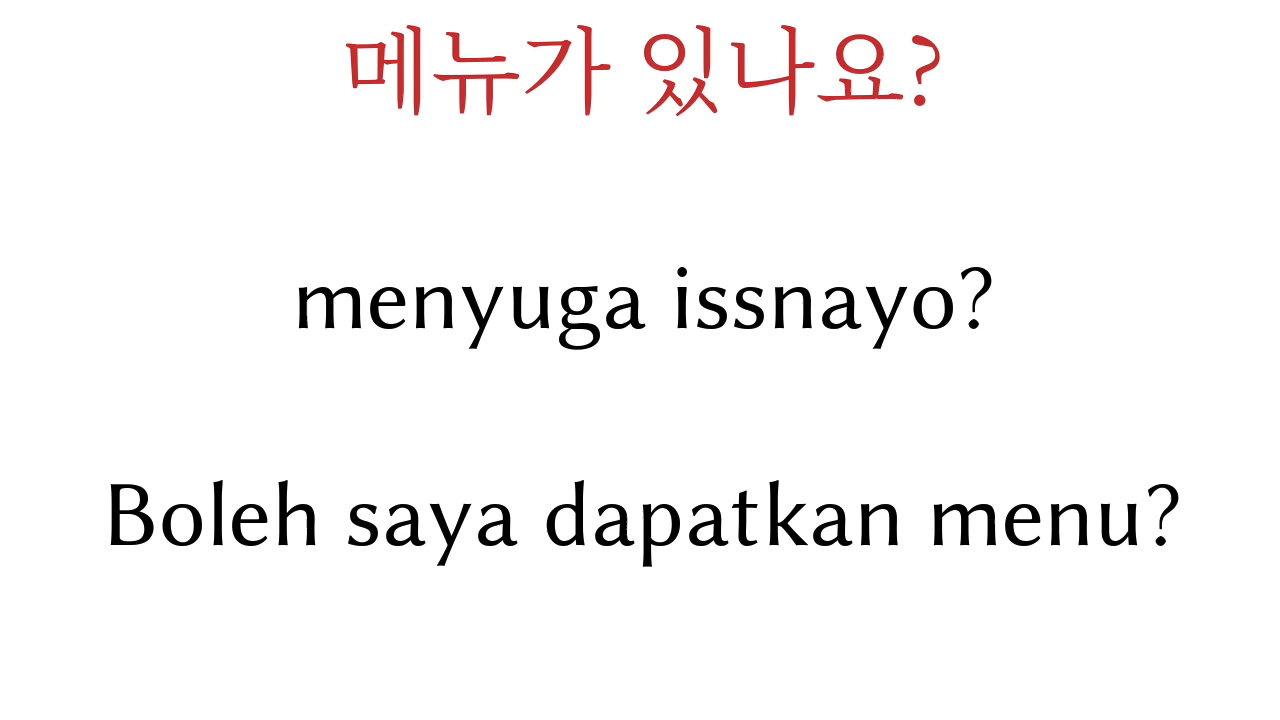 메뉴가 있나요?
menyuga issnayo?
Boleh saya dapatkan menu?